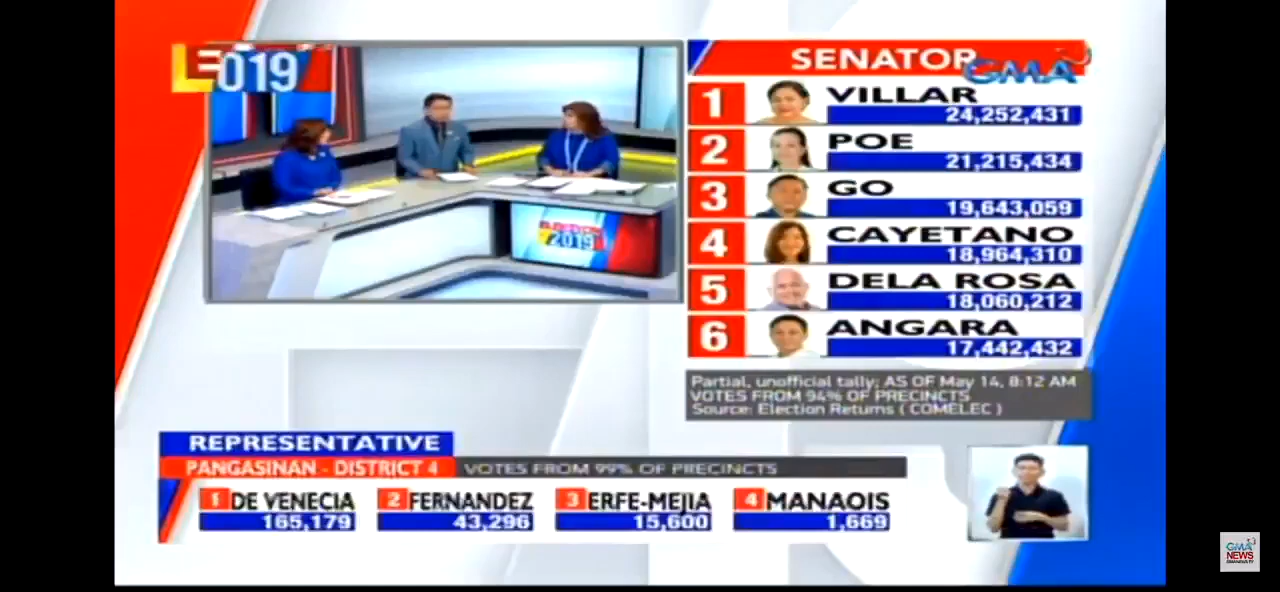 2019
SENATOR
GMA
1 VILLAR
24,252,431
2 POE
21,215,434
3 GO
19,643,059
4 CAYETANO
18,964,310
5 DELA ROSA
18,060,212
6 ANGARA
17,442,432
Partial, unofficial tally; AS OF May 14, 8:12 AM
VOTES FROM 94% OF PRECINCTS
Source: Election Returns ( COMELEC )
REPRESENTATIVE
PANGASINAN - DISTRICT 4 VOTES FROM 99% OF PRECINCTS
1 DE VENECIA 2 FERNANDEZ 3 ERFE-MEJIA 4 MANAOIS
165,179 43,296 15,600 1,669
GMA
NEWS